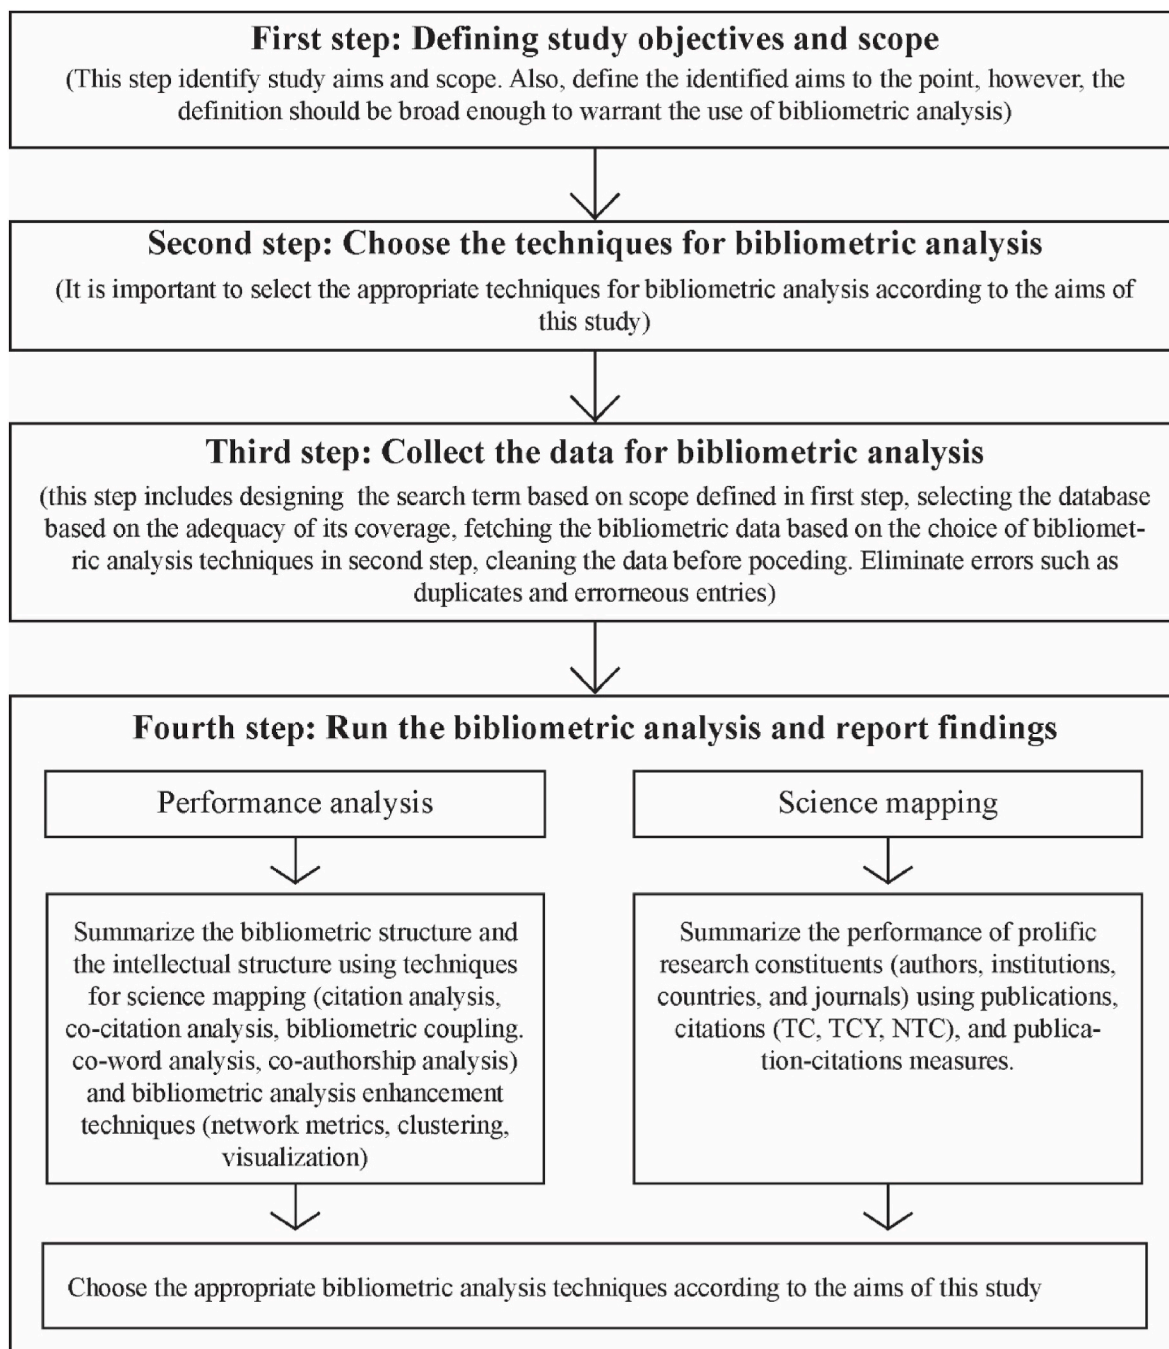 First step: Defining study objectives and scope
(This step identify study aims and scope. Also, define the identified aims to the point, however, the
definition should be broad enough to warrant the use of bibliometric analysis)
Second step: Choose the techniques for bibliometric analysis
(It is important to select the appropriate techniques for bibliometric analysis according to the aims of
this study)
Third step: Collect the data for bibliometric analysis
(this step includes designing the search term based on scope defined in first step, selecting the database
based on the adequacy of its coverage, fetching the bibliometric data based on the choice of bibliomet-
ric analysis techniques in second step, cleaning the data before poceding. Eliminate errors such as
duplicates and errorneous entries)
Fourth step: Run the bibliometric analysis and report findings
Performance analysis
Summarize the bibliometric structure and
the intellectual structure using techniques
for science mapping (citation analysis,
co-citation analysis, bibliometric coupling.
co-word analysis, co-authorship analysis)
and bibliometric analysis enhancement
techniques (network metrics, clustering,
visualization)
Science mapping
Summarize the performance of prolific
research constituents (authors, institutions,
countries, and journals) using publications,
citations (TC, TCY, NTC), and publica-
tion-citations measures.
Choose the appropriate bibliometric analysis techniques according to the aims of this study